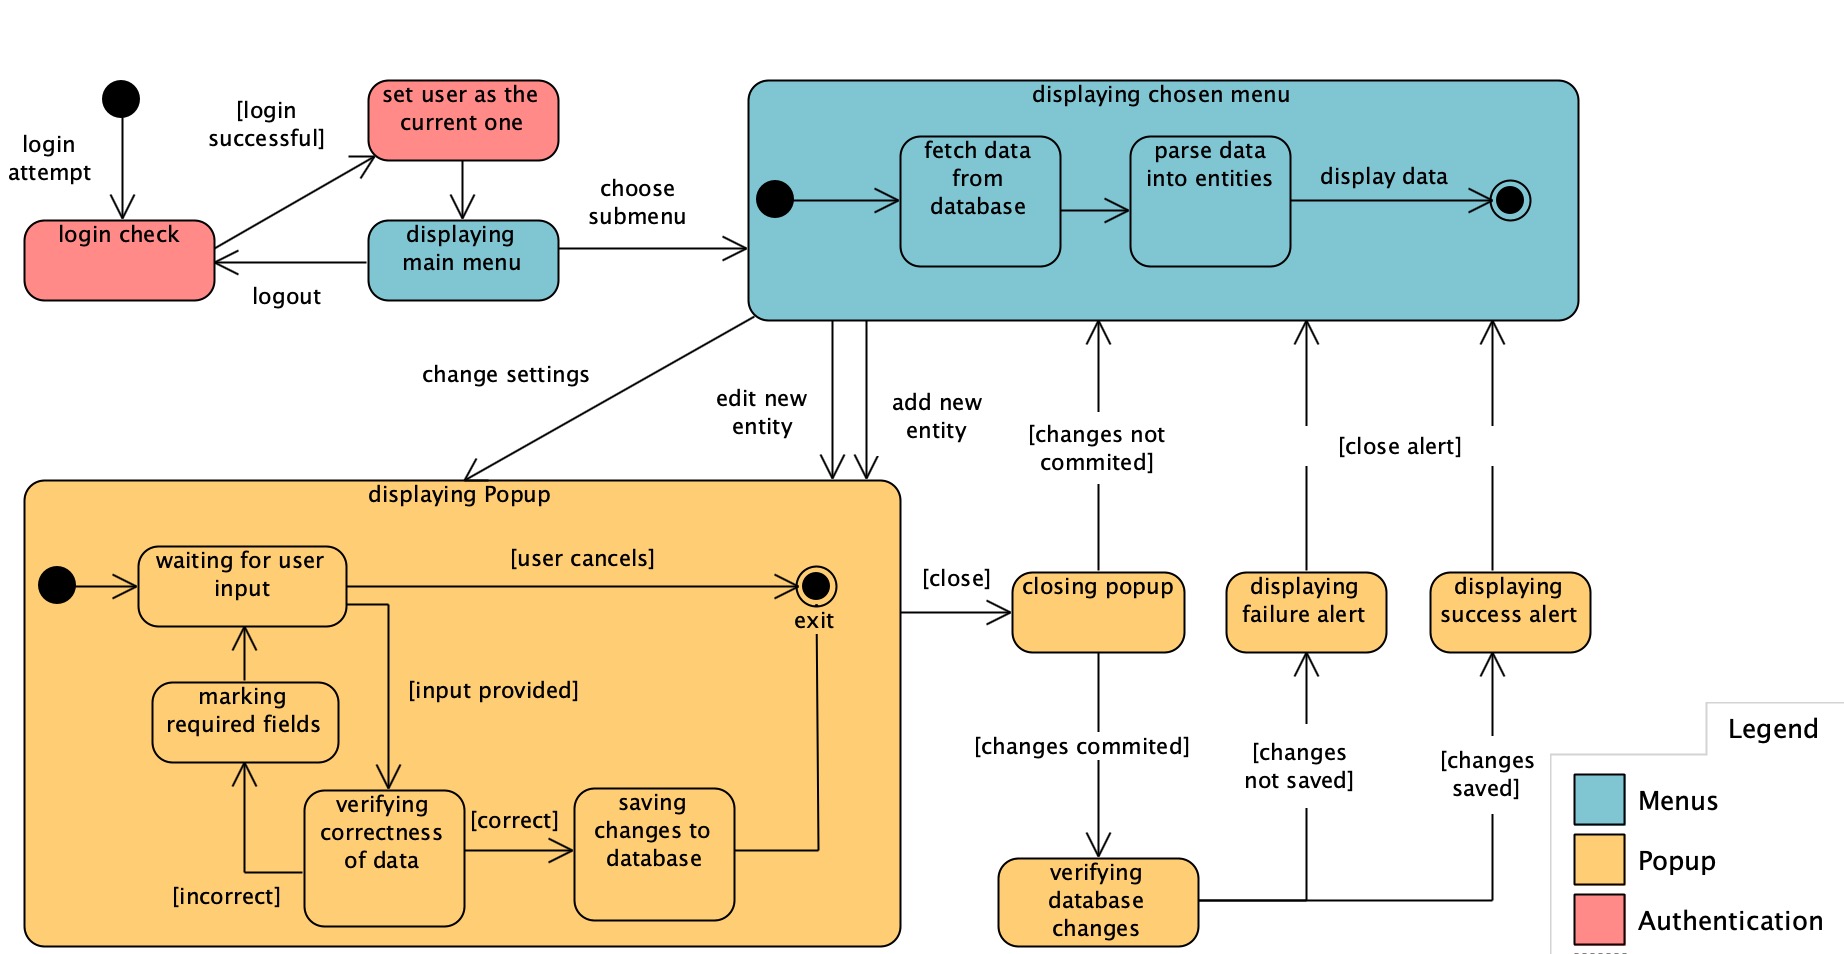 login
attempt
[login
successful]
set user as the
current one
login check
displaying
main menu
logout
choose
submenu
displaying chosen menu
fetch data
from
database
parse data
into entities
display data
change settings
edit new
entity
add new
entity
[changes not
commited]
[close alert]
displaying Popup
waiting for user
input
[user cancels]
exit
[input provided]
marking
required fields
verifying
correctness
of data
[correct]
saving
changes to
database
[incorrect]
[close]
closing popup
displaying
failure alert
displaying
success alert
[changes commited]
[changes
not saved]
[changes
saved]
verifying
database
changes
Legend
Menus
Popup
Authentication